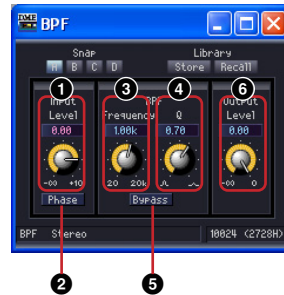 DME BPF
Snap Library
A B C D Store Recall
1 3 4 6
Input BPF Output
Level Frequency Q Level
0.00 1.00k 0.70 0.00
-∞ +10 20 20k -∞ 0
Phase Bypass
BPF Stereo 10024 (2728H)
2 5